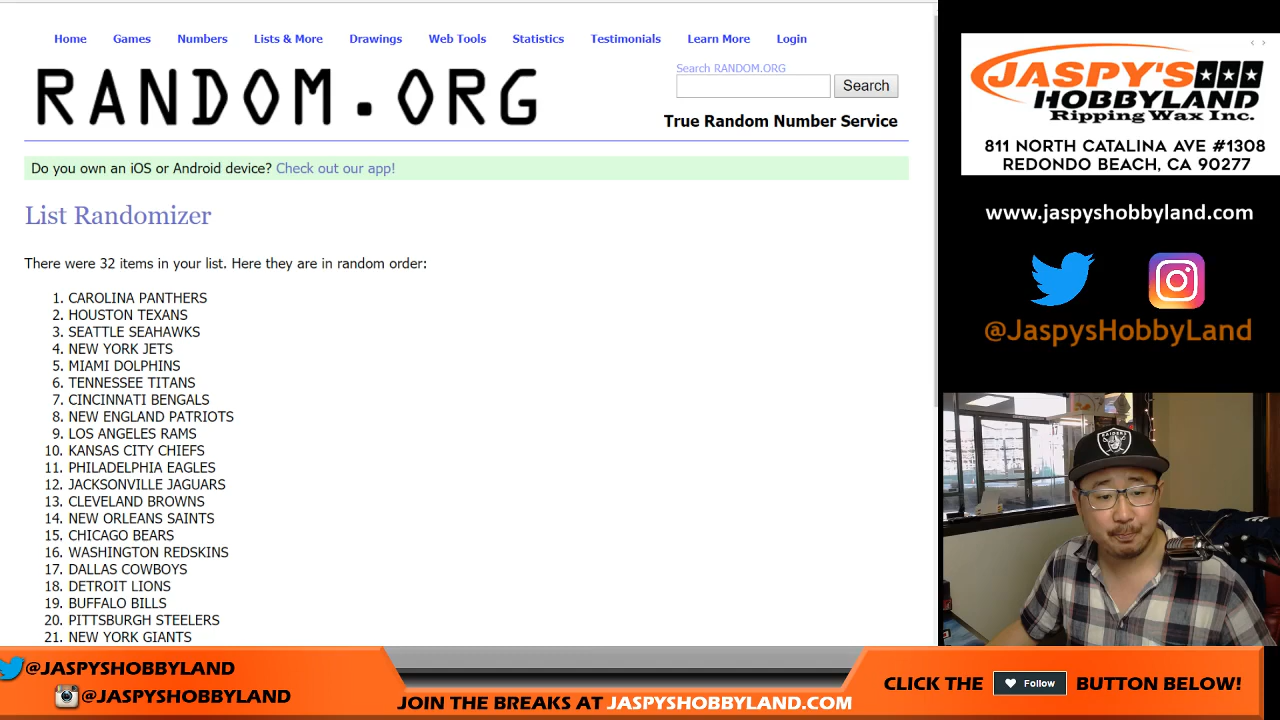 Home Games Numbers Lists & More Drawings Web Tools Statistics Testimonials Learn More Login
RANDOM.ORG
Search RANDOM.ORG
Search
True Random Number Service
Do you own an iOS or Android device? Check out our app!
List Randomizer
There were 32 items in your list. Here they are in random order:
1. CAROLINA PANTHERS
2. HOUSTON TEXANS
3. SEATTLE SEAHAWKS
4. NEW YORK JETS
5. MIAMI DOLPHINS
6. TENNESSEE TITANS
7. CINCINNATI BENGALS
8. NEW ENGLAND PATRIOTS
9. LOS ANGELES RAMS
10. KANSAS CITY CHIEFS
11. PHILADELPHIA EAGLES
12. JACKSONVILLE JAGUARS
13. CLEVELAND BROWNS
14. NEW ORLEANS SAINTS
15. CHICAGO BEARS
16. WASHINGTON REDSKINS
17. DALLAS COWBOYS
18. DETROIT LIONS
19. BUFFALO BILLS
20. PITTSBURGH STEELERS
21. NEW YORK GIANTS
JASPY'S
HOBBYLAND
Ripping Wax Inc.
811 NORTH CATALINA AVE #1308
REDONDO BEACH, CA 90277
www.jaspyshobbyland.com
@JaspysHobbyLand
RAIDERS
@JASPYSHOBBYLAND
@JASPYSHOBBYLAND
JOIN THE BREAKS AT JASPYSHOBBYLAND.COM
CLICK THE Follow BUTTON BELOW!